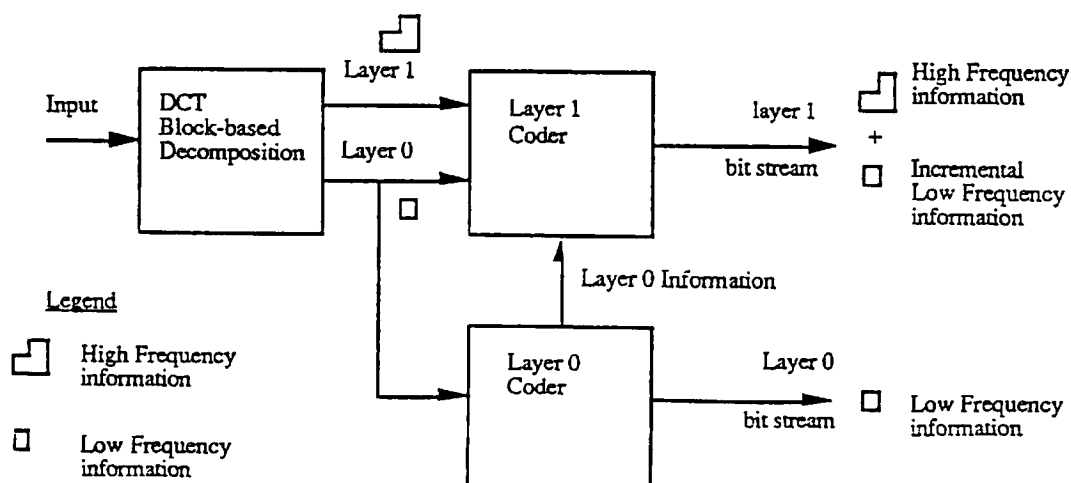 Layer 1
High Frequency
information
Input
DCT
Block-based
Decomposition
Layer 1
Coder
layer 1
+
Layer 0
bit stream
Incremental
Low Frequency
information
Layer 0 Information
Legend
High Frequency
information
Layer 0
Coder
Layer 0
bit stream
Low Frequency
information
Low Frequency
information